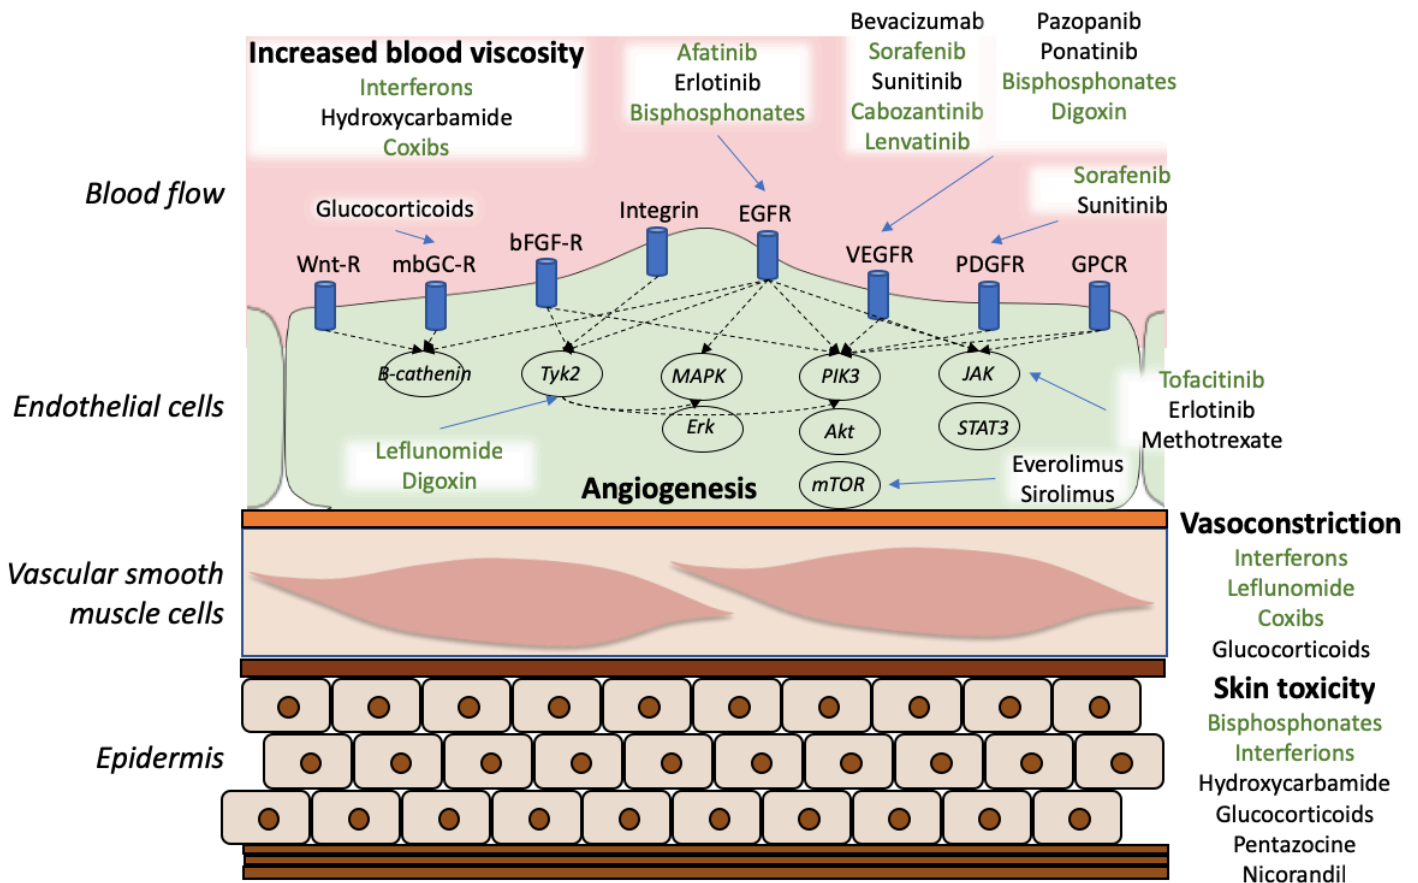 Increased blood viscosity
Interferons
Hydroxycarbamide
Coxibs
Afatinib
Erlotinib
Bisphosphonates
Bevacizumab
Sorafenib
Sunitinib
Cabozantinib
Lenvatinib
Pazopanib
Ponatinib
Bisphosphonates
Digoxin
Sorafenib
Sunitinib
Blood flow
Glucocorticoids
Wnt-R
mbGC-R
bFGF-R
Integrin
EGFR
VEGFR
PDGFR
GPCR
Endothelial cells
B-cathenin
Tyk2
MAPK
PIK3
JAK
Erk
Akt
STAT3
mTOR
Tofacitinib
Erlotinib
Methotrexate
Leflunomide
Digoxin
Everolimus
Sirolimus
Angiogenesis
Vascular smooth
muscle cells
Vasoconstriction
Interferons
Leflunomide
Coxibs
Glucocorticoids
Epidermis
Skin toxicity
Bisphosphonates
Interferions
Hydroxycarbamide
Glucocorticoids
Pentazocine
Nicorandil